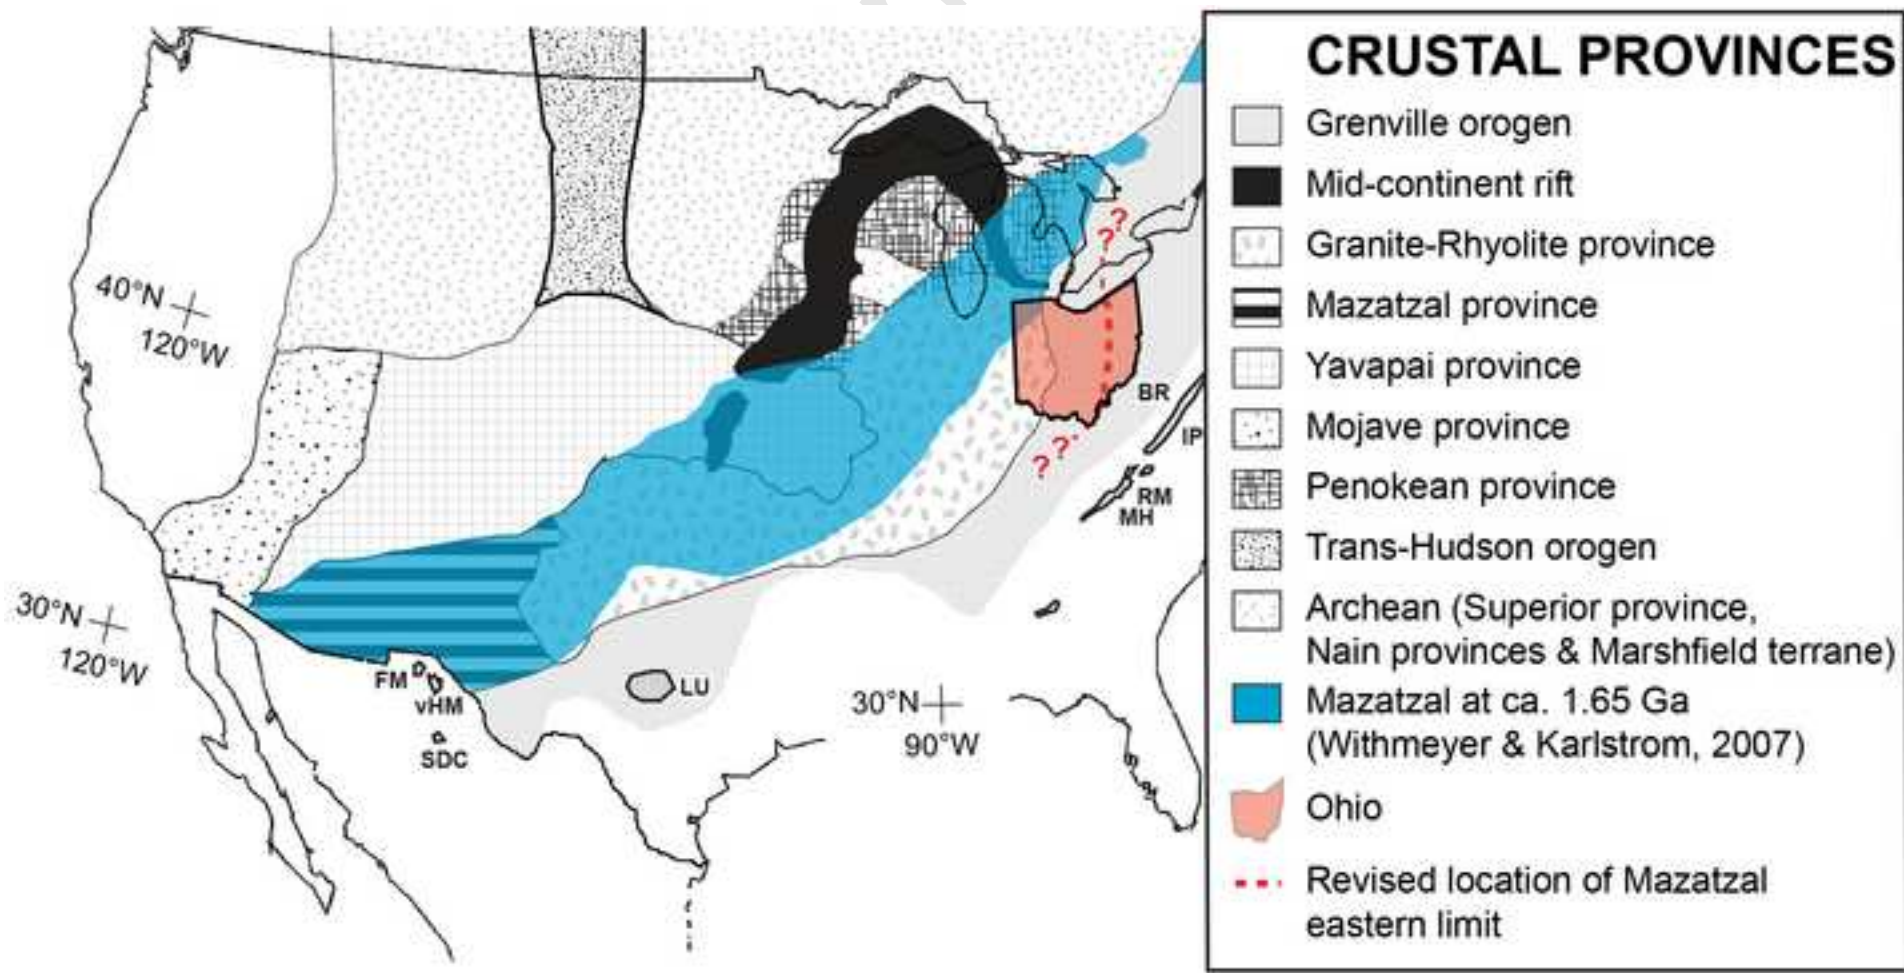 CRUSTAL PROVINCES
Grenville orogen
Mid-continent rift
Granite-Rhyolite province
Mazatzal province
Yavapai province
Mojave province
Penokean province
Trans-Hudson orogen
Archean (Superior province,
Nain provinces & Marshfield terrane)
Mazatzal at ca. 1.65 Ga
(Withmeyer & Karlstrom, 2007)
Ohio
Revised location of Mazatzal
eastern limit
40°N
120°W
30°N
120°W
30°N
90°W
?
?
?
?
BR
IP
RM
MH
FM
vHM
SDC
LU